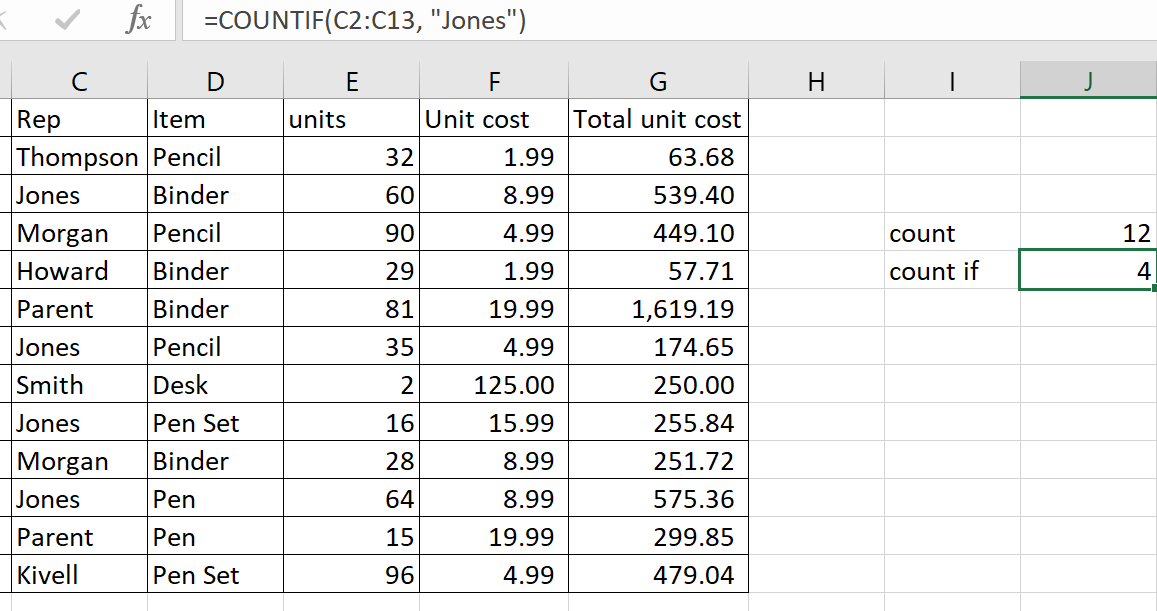 fx =COUNTIF(C2:C13, "Jones")
C D E F G H I J
Rep Item units Unit cost Total unit cost
Thompson Pencil 32 1.99 63.68
Jones Binder 60 8.99 539.40
Morgan Pencil 90 4.99 449.10 count 12
Howard Binder 29 1.99 57.71 count if 4
Parent Binder 81 19.99 1,619.19
Jones Pencil 35 4.99 174.65
Smith Desk 2 125.00 250.00
Jones Pen Set 16 15.99 255.84
Morgan Binder 28 8.99 251.72
Jones Pen 64 8.99 575.36
Parent Pen 15 19.99 299.85
Kivell Pen Set 96 4.99 479.04